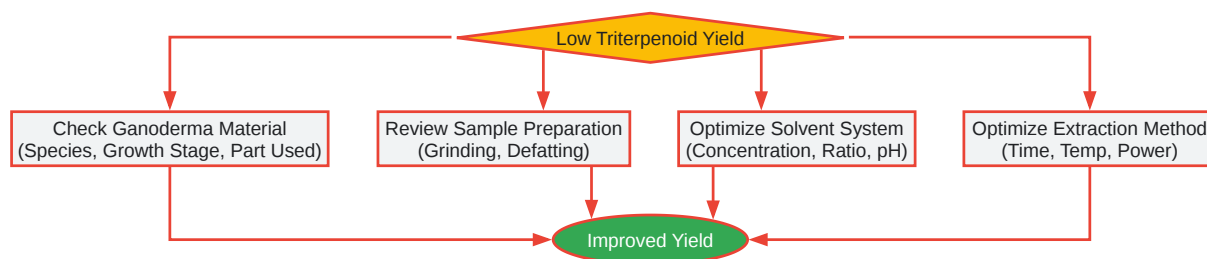 Low Triterpenoid Yield
Check Ganoderma Material
(Species, Growth Stage, Part Used)
Review Sample Preparation
(Grinding, Defatting)
Optimize Solvent System
(Concentration, Ratio, pH)
Optimize Extraction Method
(Time, Temp, Power)
Improved Yield